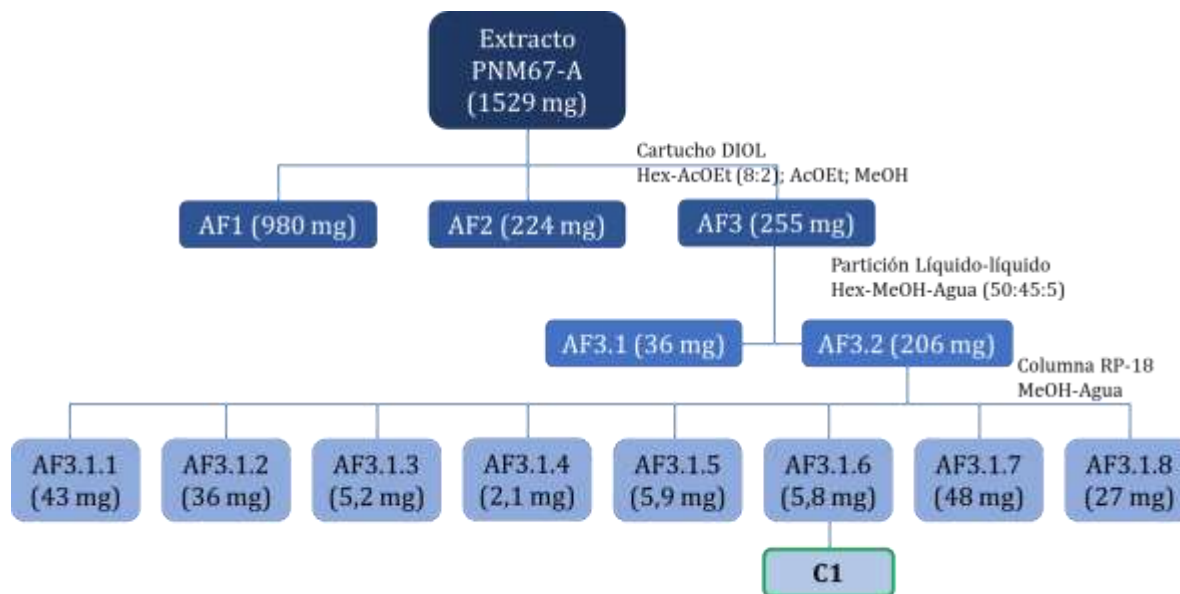 Extracto
PNM67-A
(1529 mg)
Cartucho DIOL
Hex-AcOEt (8:2); AcOEt; MeOH
AF1 (980 mg)
AF2 (224 mg)
AF3 (255 mg)
Partición Líquido-líquido
Hex-MeOH-Agua (50:45:5)
AF3.1 (36 mg)
AF3.2 (206 mg)
Columna RP-18
MeOH-Agua
AF3.1.1
(43 mg)
AF3.1.2
(36 mg)
AF3.1.3
(5,2 mg)
AF3.1.4
(2,1 mg)
AF3.1.5
(5,9 mg)
AF3.1.6
(5,8 mg)
AF3.1.7
(48 mg)
AF3.1.8
(27 mg)
C1